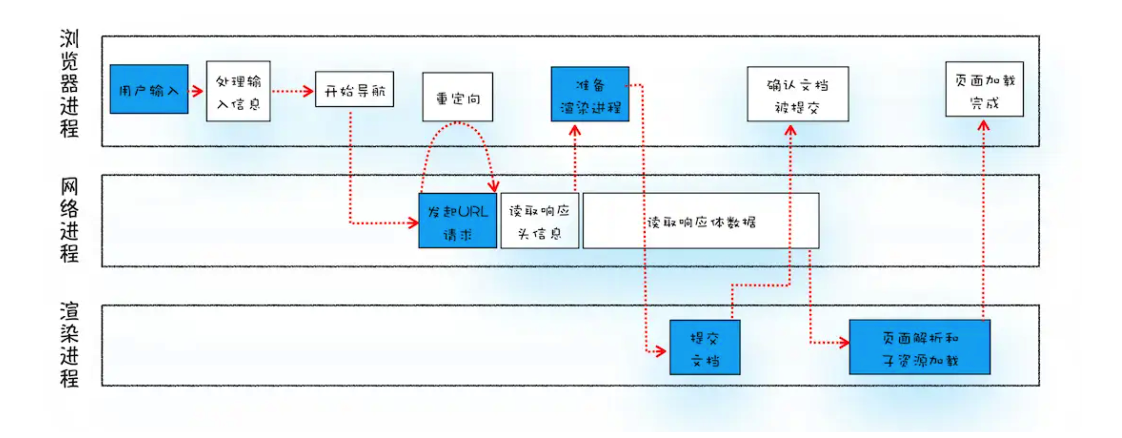 浏览器进程
用户输入
处理输
入信息
开始导航
重定向
准备
渲染进程
确认文档
被提交
页面加载
完成
网络进程
发起URL
请求
读取响应
头信息
读取响应体数据
渲染进程
提交
文档
页面解析和
子资源加载